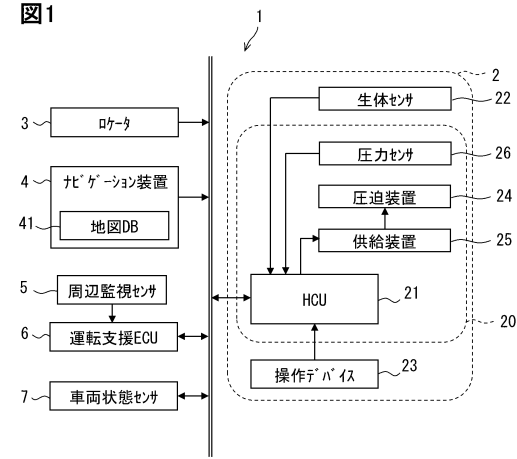 図1
1
2
生体ｾﾝｻ
22
3
ﾛｹｰﾀ
圧力ｾﾝｻ
26
4
ﾅﾋﾞｹﾞｰｼｮﾝ装置
圧迫装置
24
41
地図DB
供給装置
25
5
周辺監視ｾﾝｻ
HCU
21
6
運転支援ECU
20
7
車両状態ｾﾝｻ
操作ﾃﾞﾊﾞｲｽ
23